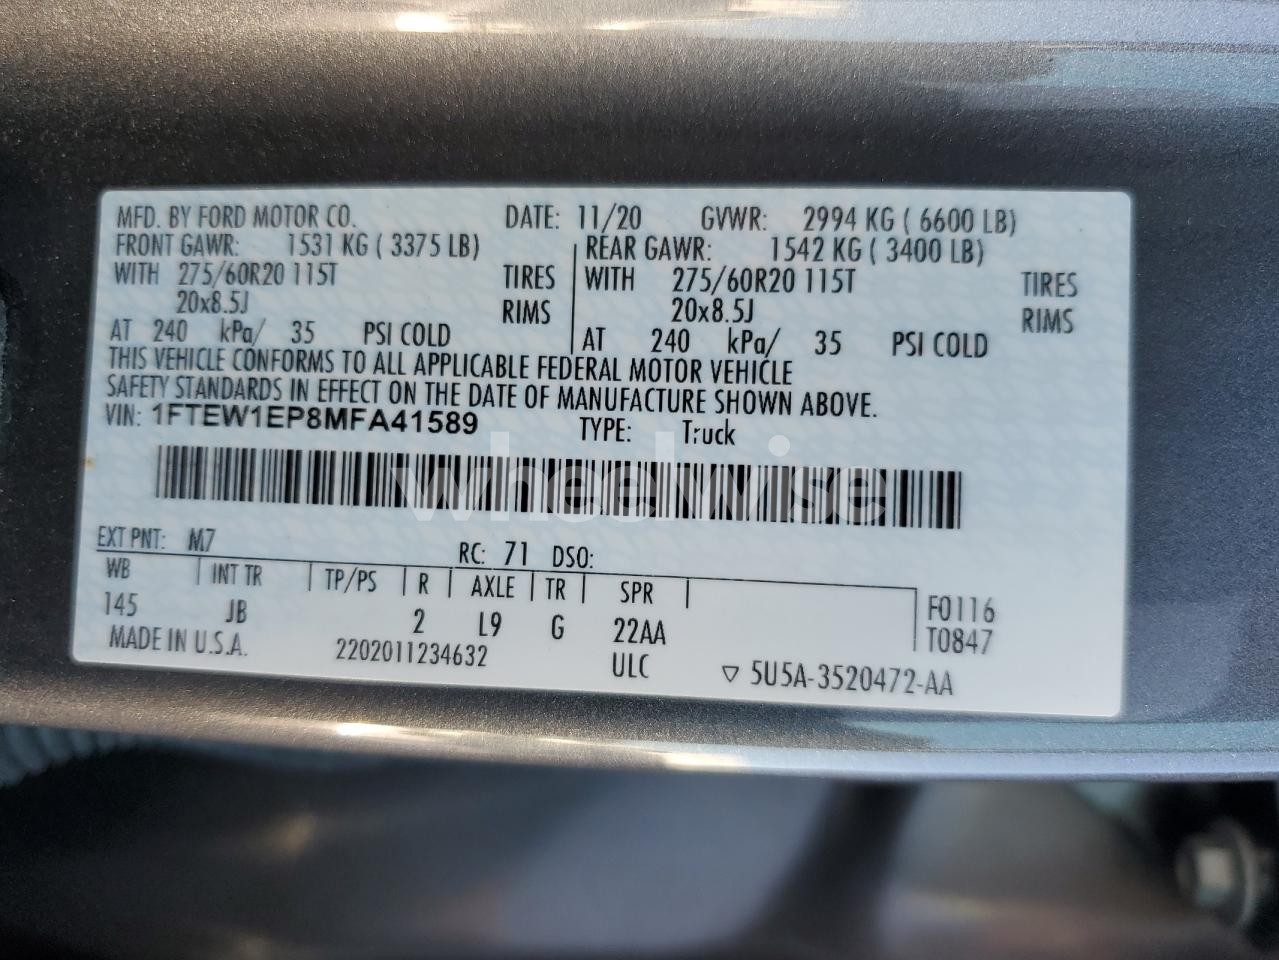 MFD. BY FORD MOTOR CO. DATE: 11/20 GVWR: 2994 KG ( 6600 LB)
FRONT GAWR: 1531 KG ( 3375 LB) REAR GAWR: 1542 KG ( 3400 LB)
WITH 275/60R20 115T TIRES WITH 275/60R20 115T TIRES
20x8.5J RIMS 20x8.5J RIMS
AT 240 kPa/ 35 PSI COLD AT 240 kPa/ 35 PSI COLD
THIS VEHICLE CONFORMS TO ALL APPLICABLE FEDERAL MOTOR VEHICLE
SAFETY STANDARDS IN EFFECT ON THE DATE OF MANUFACTURE SHOWN ABOVE.
VIN: 1FTEW1EP8MFA41589 TYPE: Truck
wheelwise
EXT PNT: M7 RC: 71 DSO:
WB INT TR TP/PS R AXLE TR SPR
145 JB 2 L9 G 22AA F0116
T0847
MADE IN U.S.A. 2202011234632 ULC ▽ 5U5A-3520472-AA